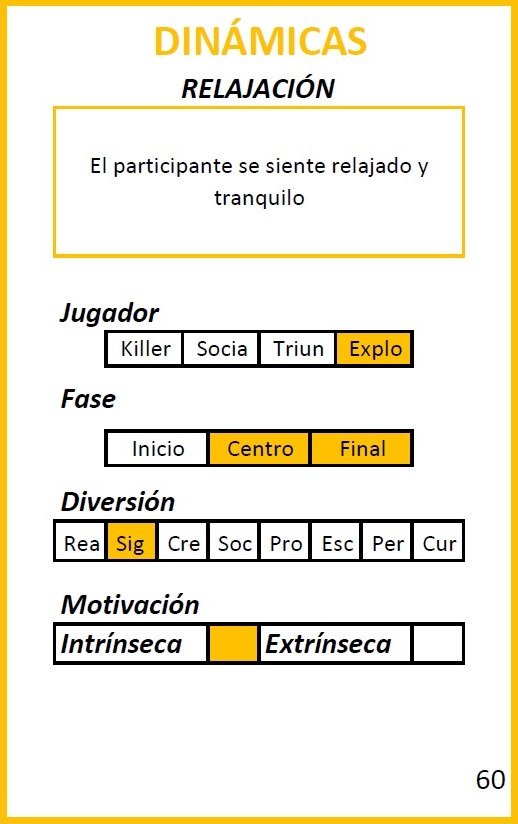 DINÁMICAS
RELAJACIÓN
El participante se siente relajado y
tranquilo
Jugador
Killer Socia Triun Explo
Fase
Inicio Centro Final
Diversión
Rea Sig Cre Soc Pro Esc Per Cur
Motivación
Intrínseca Extrínseca
60